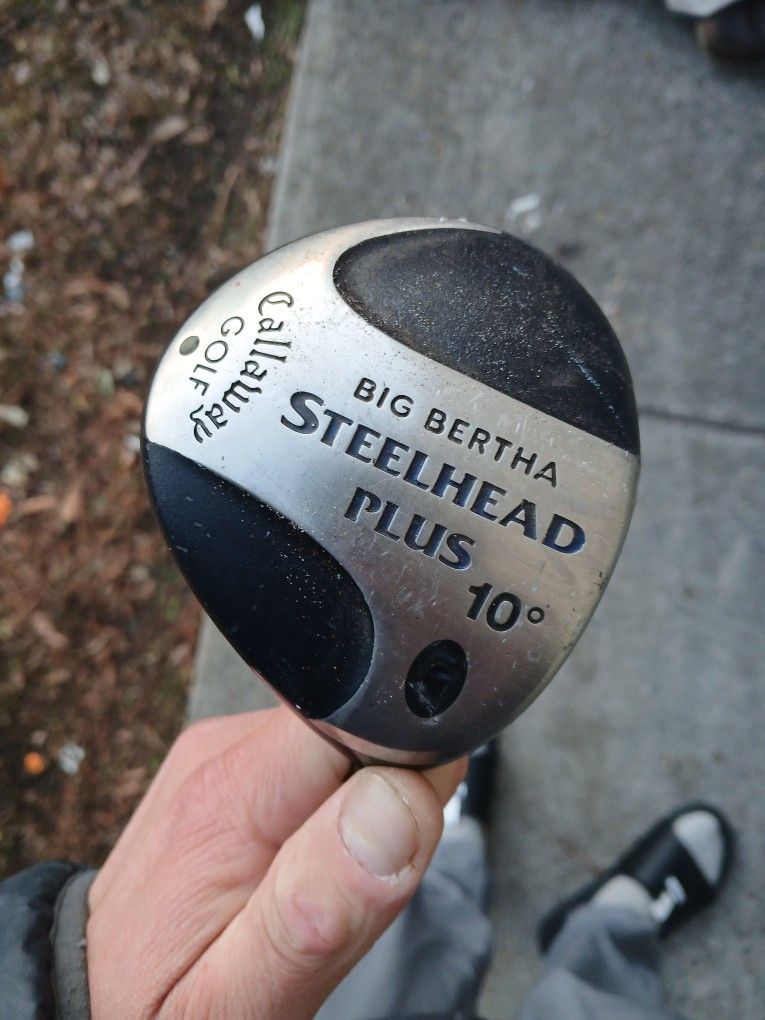 Callaway
GOLF
BIG BERTHA
STEELHEAD
PLUS
10°